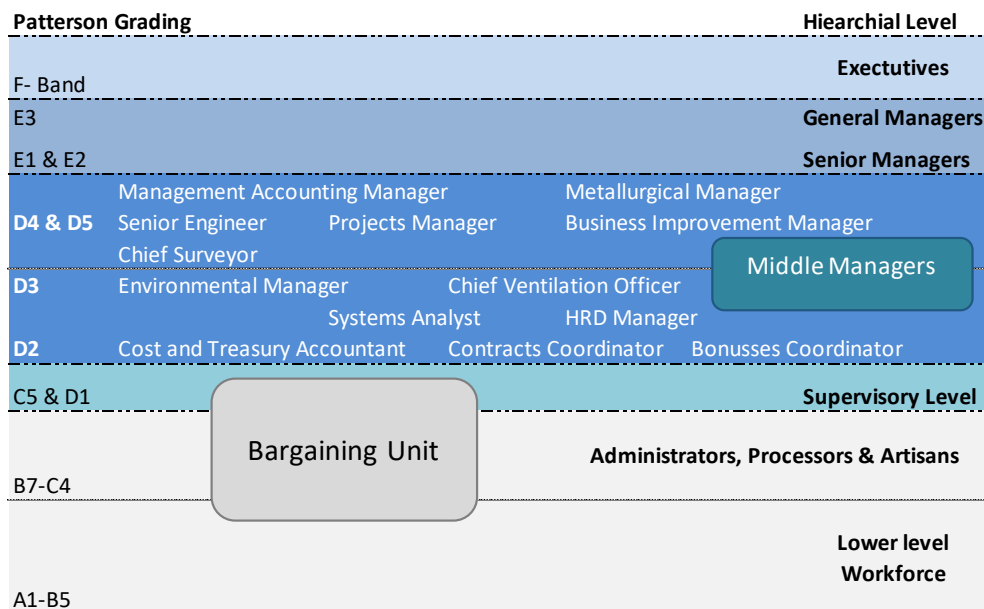 Patterson Grading Hiearchial Level
Exectutives
F- Band
E3 General Managers
E1 & E2 Senior Managers
Management Accounting Manager Metallurgical Manager
D4 & D5 Senior Engineer Projects Manager Business Improvement Manager
Chief Surveyor
Middle Managers
D3 Environmental Manager Chief Ventilation Officer
Systems Analyst HRD Manager
D2 Cost and Treasury Accountant Contracts Coordinator Bonusses Coordinator
C5 & D1 Supervisory Level
Bargaining Unit
Administrators, Processors & Artisans
B7-C4
Lower level
Workforce
A1-B5